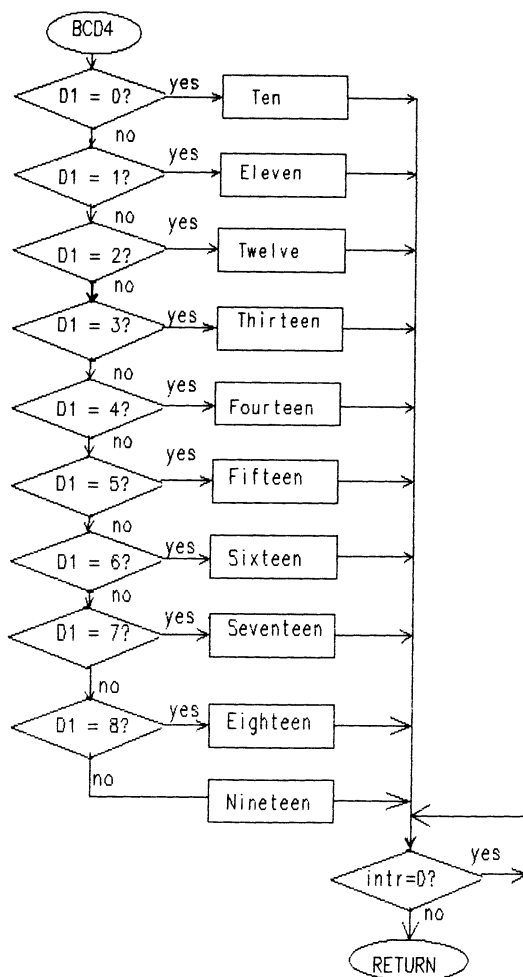 BCD4
D1 = 0?
yes
Ten
no
D1 = 1?
yes
Eleven
no
D1 = 2?
yes
Twelve
no
D1 = 3?
yes
Thirteen
no
D1 = 4?
yes
Fourteen
no
D1 = 5?
yes
Fifteen
no
D1 = 6?
yes
Sixteen
no
D1 = 7?
yes
Seventeen
no
D1 = 8?
yes
Eighteen
no
Nineteen
intr=0?
yes
no
RETURN